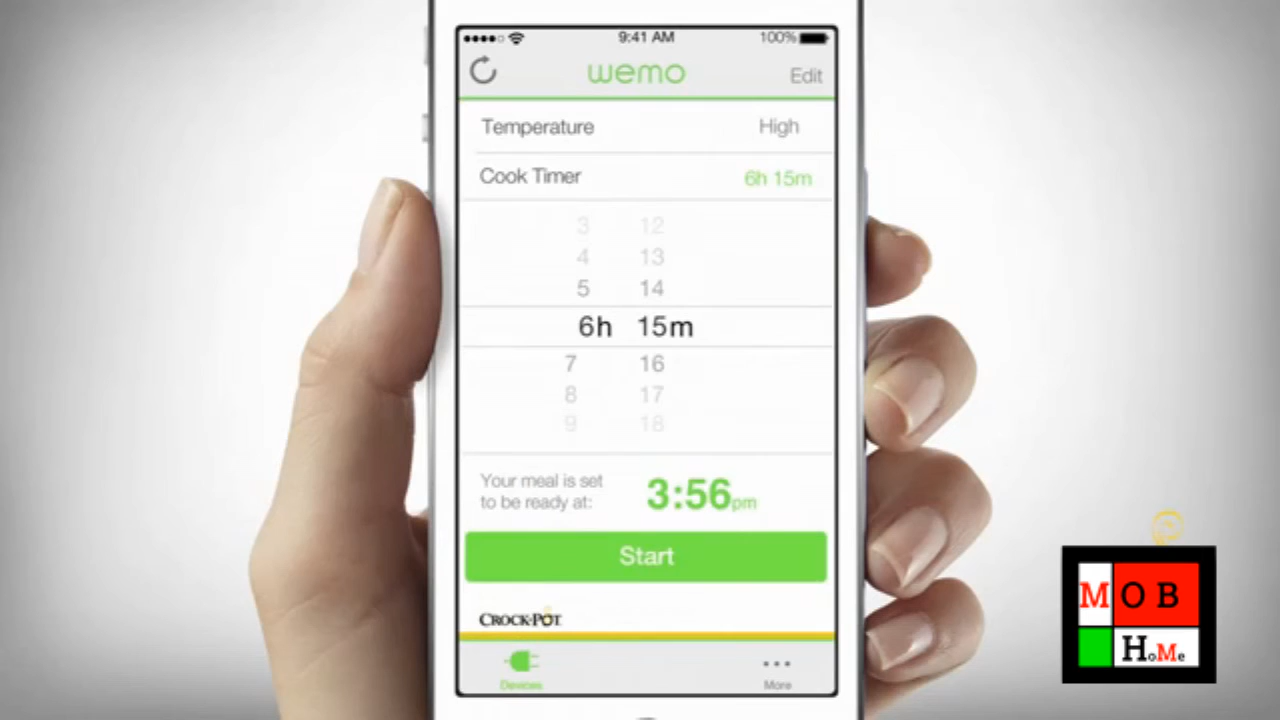 9:41 AM 100%
wemo Edit
Temperature High
Cook Timer 6h 15m
3 12
4 13
5 14
6h 15m
7 16
8 17
9 18
Your meal is set
to be ready at: 3:56pm
Start
CROCK-POT
Devices More
MOB
HoMe